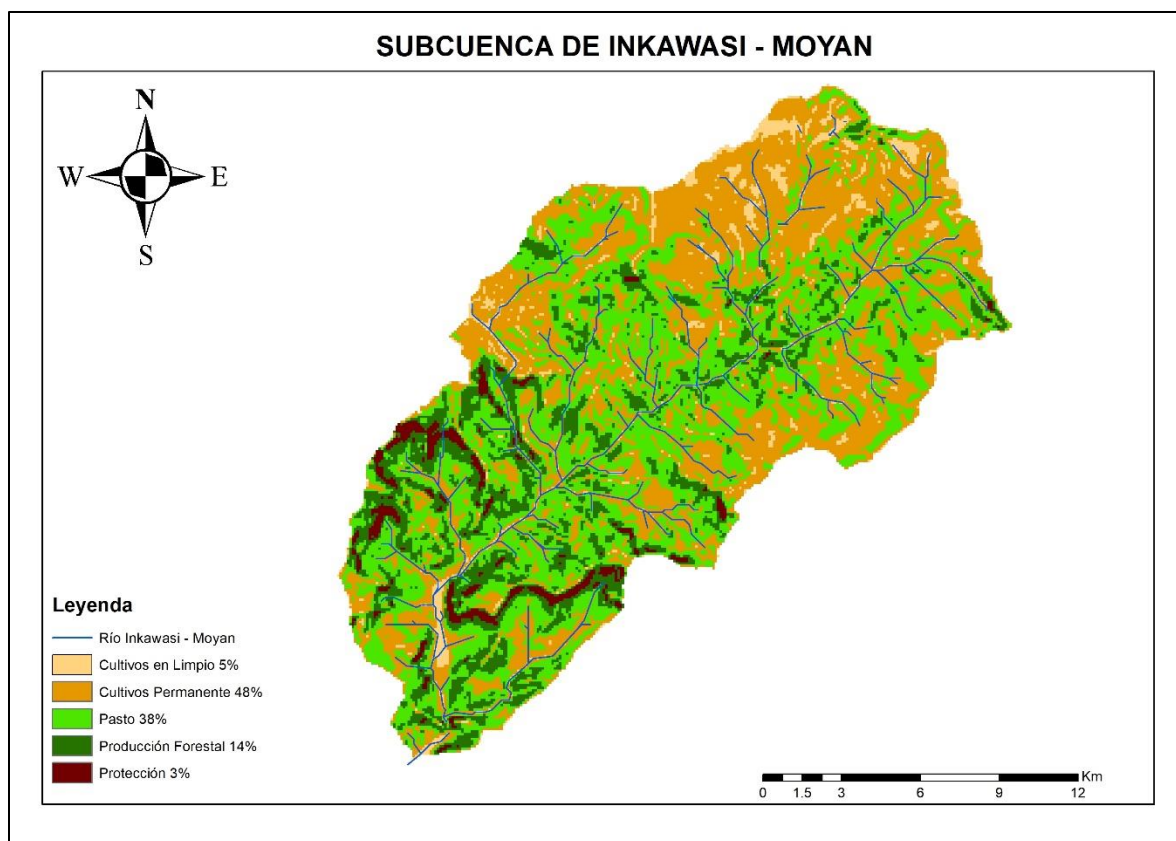 SUBCUENCA DE INKAWASI - MOYAN
N
W E
S
Leyenda
Río Inkawasi - Moyan
Cultivos en Limpio 5%
Cultivos Permanente 48%
Pasto 38%
Producción Forestal 14%
Protección 3%
Km
0 1.5 3 6 9 12